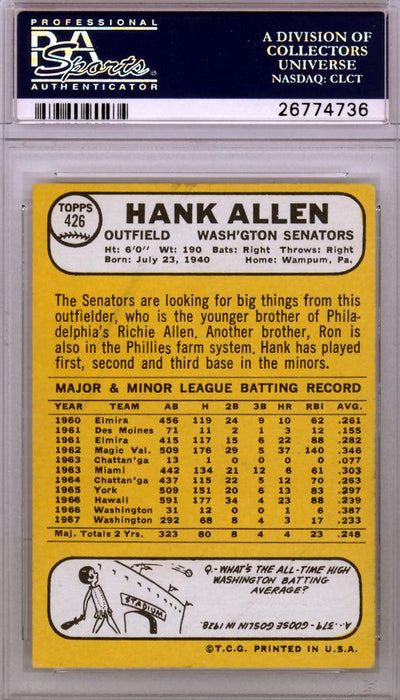 PROFESSIONAL
PSA
Sports
AUTHENTICATOR
A DIVISION OF
COLLECTORS
UNIVERSE
NASDAQ: CLCT
26774736
TOPPS
426
HANK ALLEN
OUTFIELD WASH'GTON SENATORS
Ht: 6'0" Wt: 190 Bats: Right Throws: Right
Born: July 23, 1940 Home: Wampum, Pa.
The Senators are looking for big things from this
outfielder, who is the younger brother of Phila-
delphia's Richie Allen. Another brother, Ron is
also in the Phillies farm system. Hank has played
first, second and third base in the minors.
MAJOR & MINOR LEAGUE BATTING RECORD
YEAR TEAM AB H 2B 3B HR RBI AVG.
1960 Elmira 456 119 24 9 10 62 .261
1961 Des Moines 71 11 2 1 3 12 .155
1961 Elmira 415 117 15 6 22 88 .282
1962 Magic Val. 509 176 29 5 37 140 .346
1963 Chattan'ga 13 1 0 0 0 0 .077
1963 Miami 442 134 21 12 6 61 .303
1964 Chattan'ga 437 115 22 5 12 70 .263
1965 York 509 151 20 6 13 83 .297
1966 Hawaii 591 177 34 4 23 88 .239
1966 Washington 31 12 0 0 1 6 .387
1967 Washington 292 68 8 4 3 17 .233
Maj. Totals 2 Yrs. 323 80 8 4 4 23 .248
Q.- WHAT'S THE ALL-TIME HIGH
WASHINGTON BATTING
AVERAGE?
A.- .379 - GOOSE GOSLIN IN 1928.
©T.C.G. PRINTED IN U.S.A.